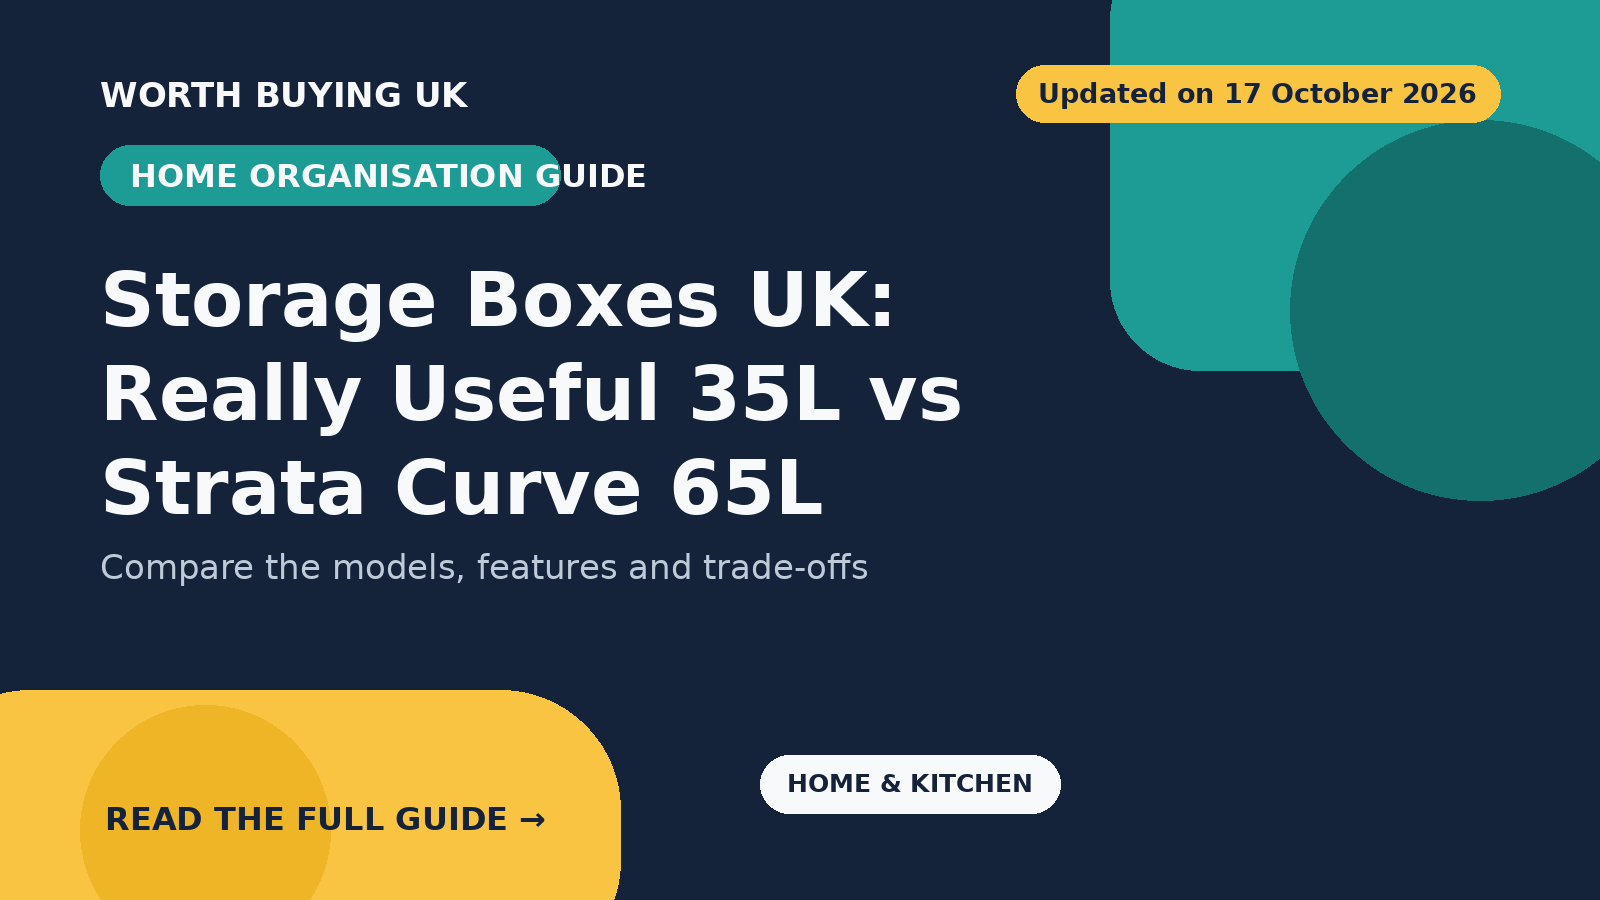 WORTH BUYING UK
Updated on 17 October 2026
HOME ORGANISATION GUIDE
Storage Boxes UK:
Really Useful 35L vs
Strata Curve 65L
Compare the models, features and trade-offs
READ THE FULL GUIDE →
HOME & KITCHEN